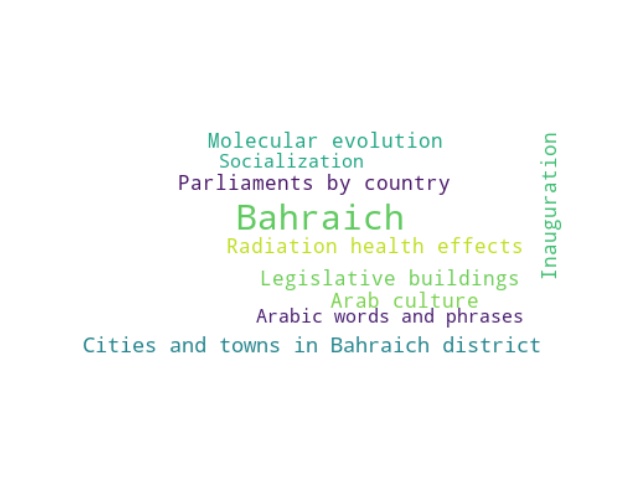 Molecular evolution
Socialization
Parliaments by country
Bahraich
Radiation health effects
Inauguration
Legislative buildings
Arab culture
Arabic words and phrases
Cities and towns in Bahraich district